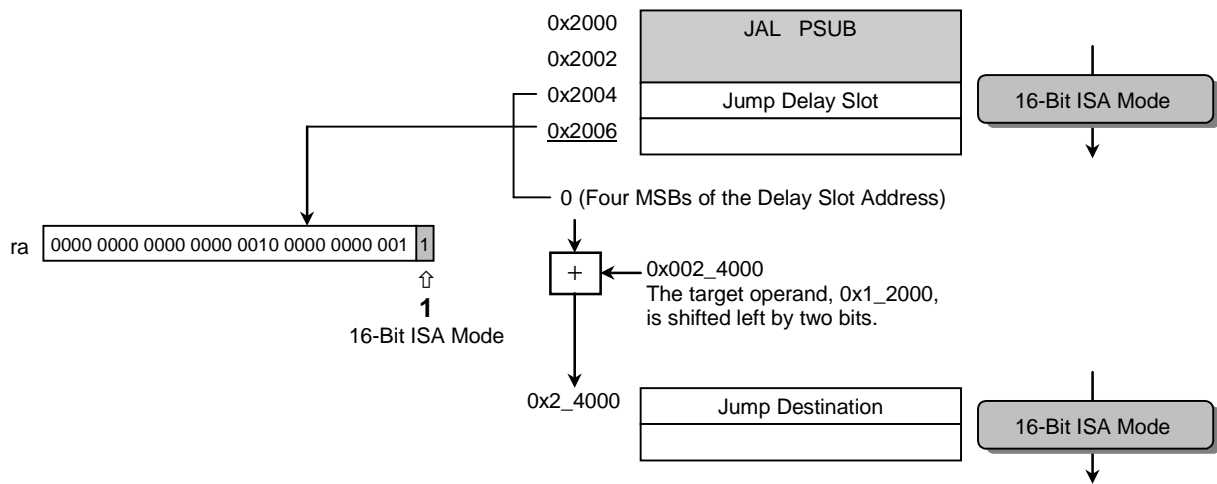 0x2000
JAL PSUB
0x2002
0x2004
Jump Delay Slot
16-Bit ISA Mode
0x2006
0 (Four MSBs of the Delay Slot Address)
ra
0000 0000 0000 0000 0010 0000 0000 001
1
+
0x002_4000
The target operand, 0x1_2000,
is shifted left by two bits.
⇧
1
16-Bit ISA Mode
0x2_4000
Jump Destination
16-Bit ISA Mode